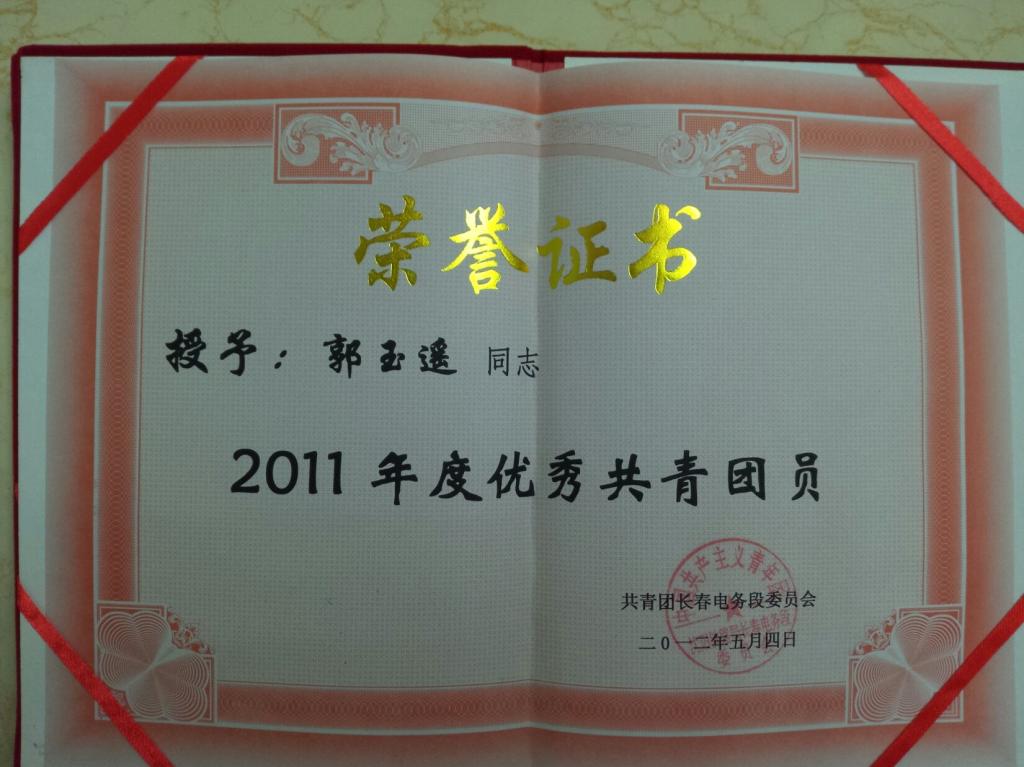 荣誉证书
授予：郭玉遥 同志
2011 年度优秀共青团员
共青团长春电务段委员会
二0一二年五月四日